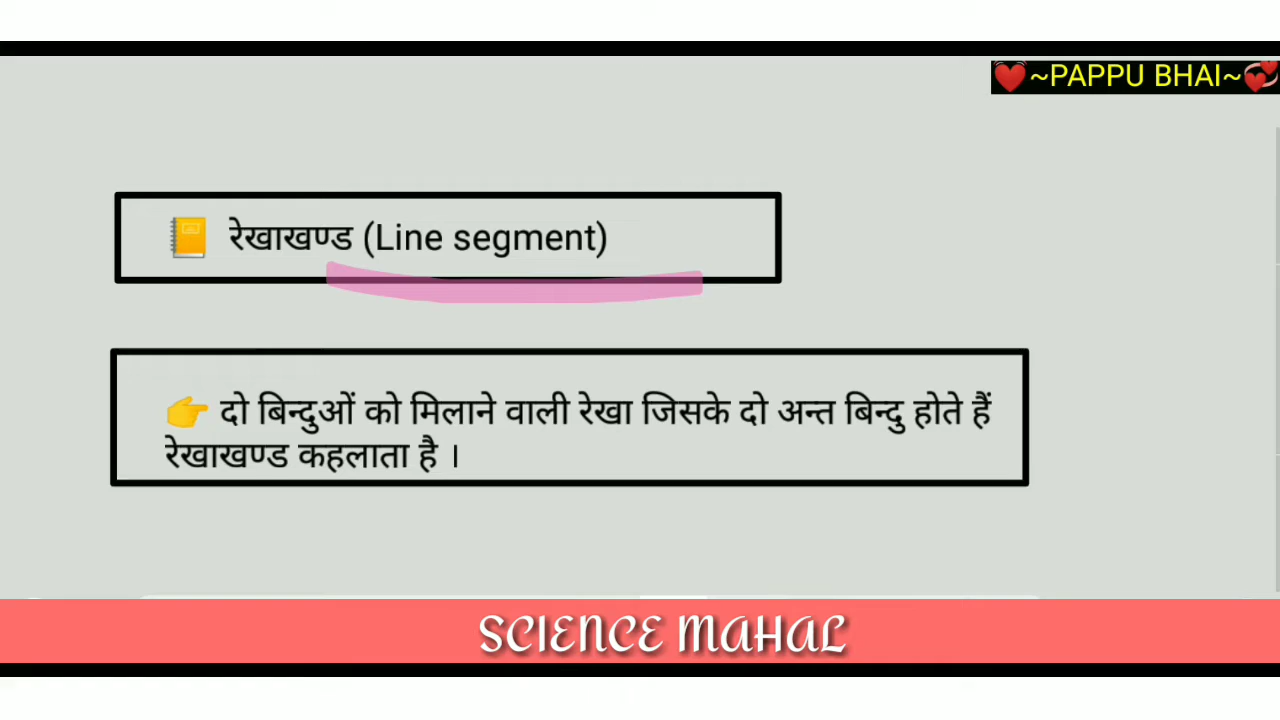 ~PAPPU BHAI~
रेखाखण्ड (Line segment)
दो बिन्दुओं को मिलाने वाली रेखा जिसके दो अन्त बिन्दु होते हैं
रेखाखण्ड कहलाता है ।
SCIENCE MAHAL